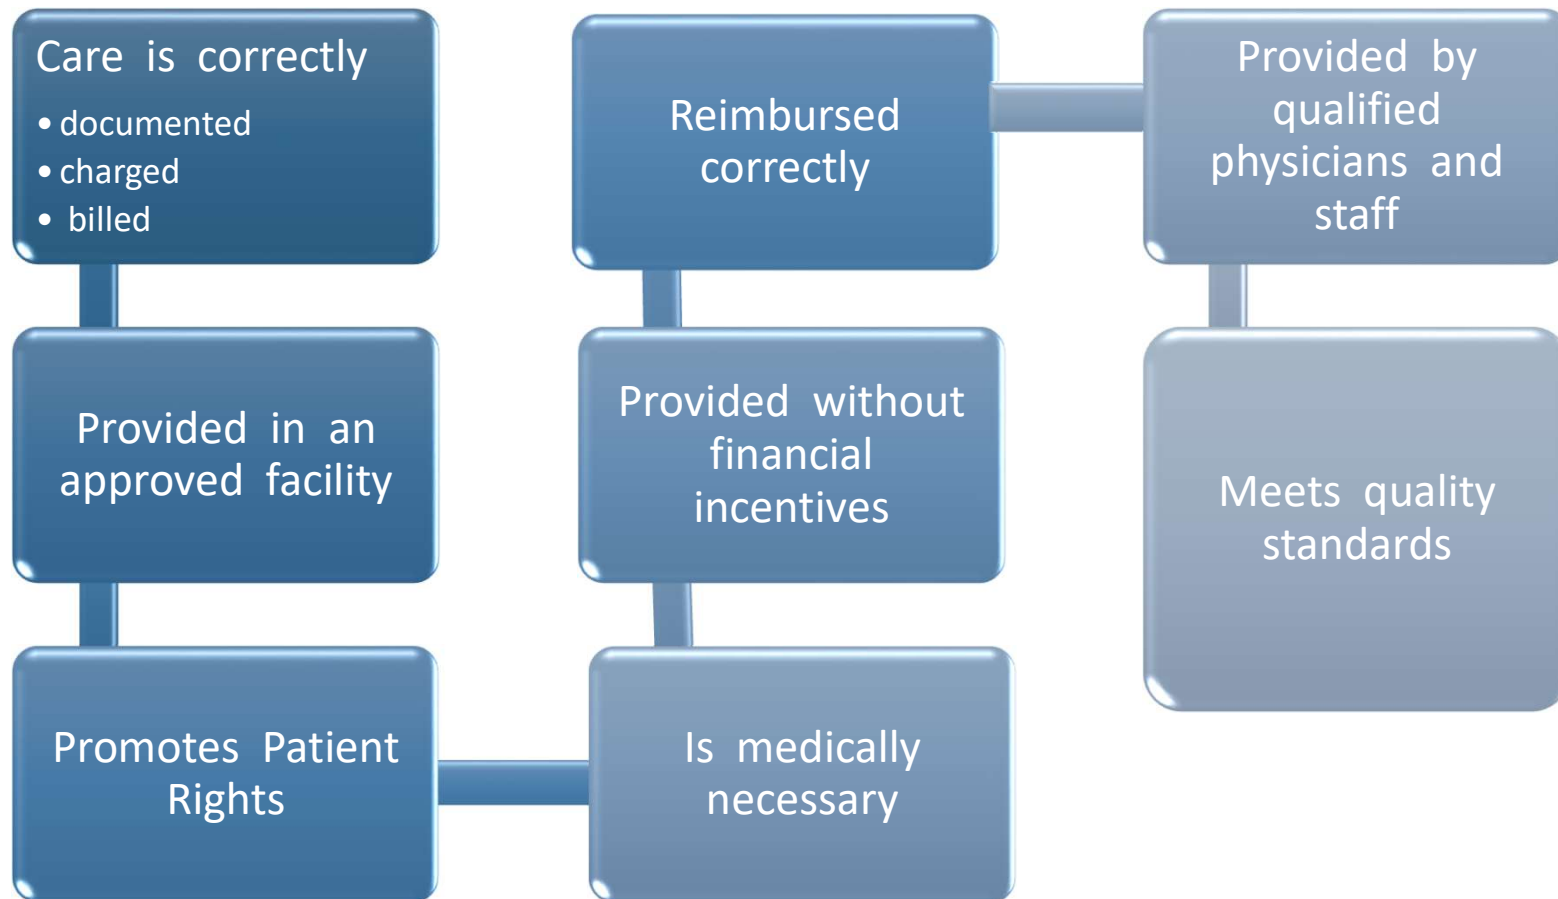 Care is correctly
• documented
• charged
• billed
Provided in an
approved facility
Promotes Patient
Rights
Is medically
necessary
Provided without
financial
incentives
Reimbursed
correctly
Provided by
qualified
physicians and
staff
Meets quality
standards